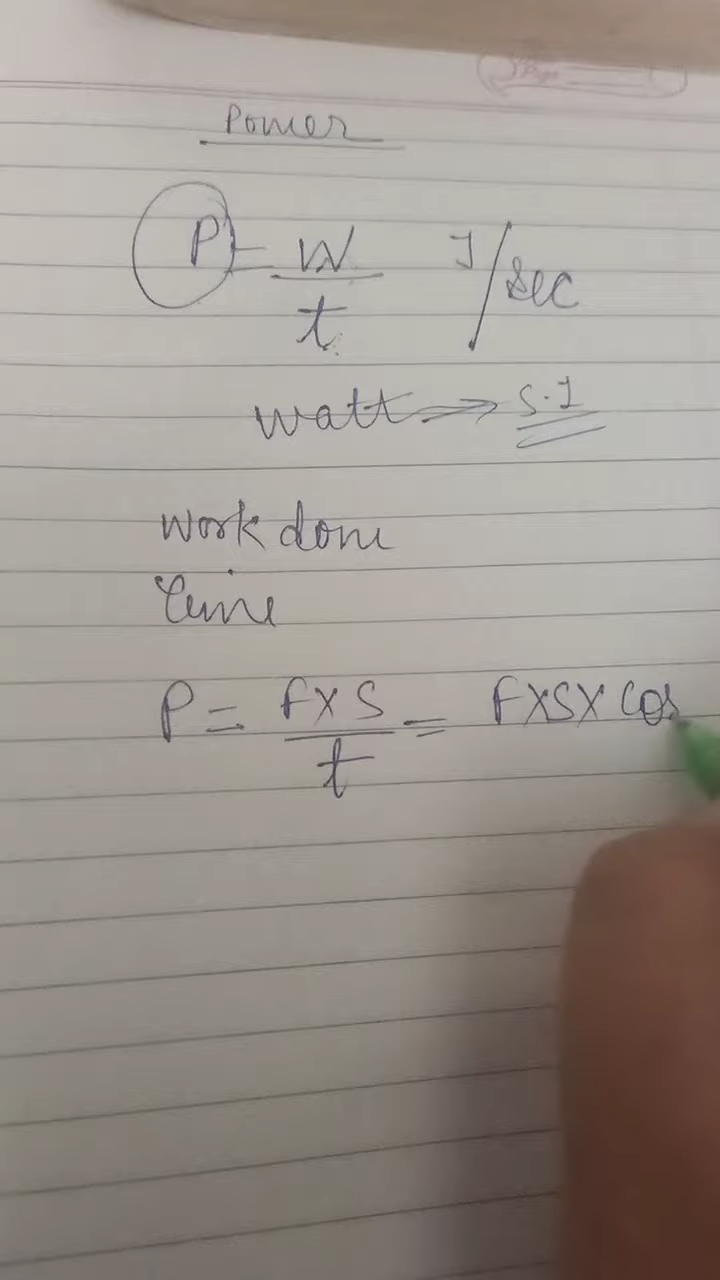 Power
P = W/t J/sec
watt → S.I
work done
Time
P = F×S/t = F×S×Cos